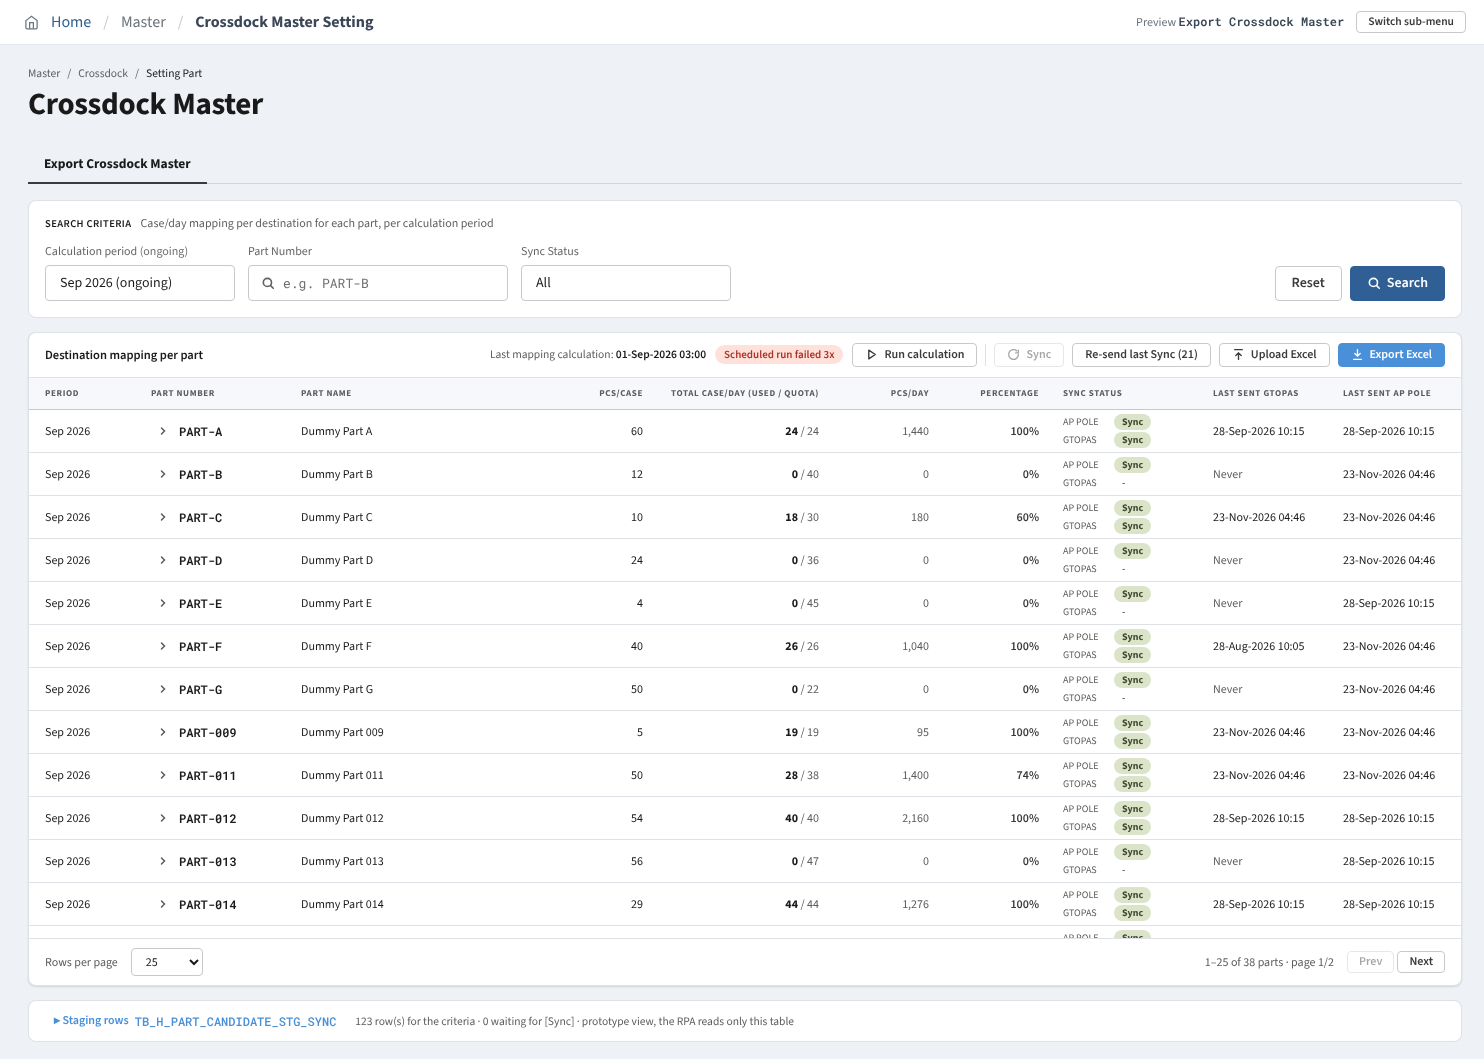 Home / Master / Crossdock Master Setting
Preview Export Crossdock Master Switch sub-menu
Master / Crossdock / Setting Part
Crossdock Master
Export Crossdock Master
SEARCH CRITERIA Case/day mapping per destination for each part, per calculation period
Calculation period (ongoing) Part Number Sync Status
Sep 2026 (ongoing) e.g. PART-B All Reset Search
Destination mapping per part Last mapping calculation: 01-Sep-2026 03:00 Scheduled run failed 3x Run calculation Sync Re-send last Sync (21) Upload Excel Export Excel
PERIOD PART NUMBER PART NAME PCS/CASE TOTAL CASE/DAY (USED / QUOTA) PCS/DAY PERCENTAGE SYNC STATUS LAST SENT GTOPAS LAST SENT AP POLE
Sep 2026 PART-A Dummy Part A 60 24 / 24 1,440 100% AP POLE Sync GTOPAS Sync 28-Sep-2026 10:15 28-Sep-2026 10:15
Sep 2026 PART-B Dummy Part B 12 0 / 40 0 0% AP POLE Sync GTOPAS - Never 23-Nov-2026 04:46
Sep 2026 PART-C Dummy Part C 10 18 / 30 180 60% AP POLE Sync GTOPAS Sync 23-Nov-2026 04:46 23-Nov-2026 04:46
Sep 2026 PART-D Dummy Part D 24 0 / 36 0 0% AP POLE Sync GTOPAS - Never 23-Nov-2026 04:46
Sep 2026 PART-E Dummy Part E 4 0 / 45 0 0% AP POLE Sync GTOPAS - Never 28-Sep-2026 10:15
Sep 2026 PART-F Dummy Part F 40 26 / 26 1,040 100% AP POLE Sync GTOPAS Sync 28-Aug-2026 10:05 23-Nov-2026 04:46
Sep 2026 PART-G Dummy Part G 50 0 / 22 0 0% AP POLE Sync GTOPAS - Never 23-Nov-2026 04:46
Sep 2026 PART-009 Dummy Part 009 5 19 / 19 95 100% AP POLE Sync GTOPAS Sync 23-Nov-2026 04:46 23-Nov-2026 04:46
Sep 2026 PART-011 Dummy Part 011 50 28 / 38 1,400 74% AP POLE Sync GTOPAS Sync 23-Nov-2026 04:46 23-Nov-2026 04:46
Sep 2026 PART-012 Dummy Part 012 54 40 / 40 2,160 100% AP POLE Sync GTOPAS Sync 28-Sep-2026 10:15 28-Sep-2026 10:15
Sep 2026 PART-013 Dummy Part 013 56 0 / 47 0 0% AP POLE Sync GTOPAS - Never 28-Sep-2026 10:15
Sep 2026 PART-014 Dummy Part 014 29 44 / 44 1,276 100% AP POLE Sync GTOPAS Sync 28-Sep-2026 10:15 28-Sep-2026 10:15
AP POLE Sync
Rows per page 25 1–25 of 38 parts · page 1/2 Prev Next
Staging rows TB_H_PART_CANDIDATE_STG_SYNC 123 row(s) for the criteria · 0 waiting for [Sync] · prototype view, the RPA reads only this table